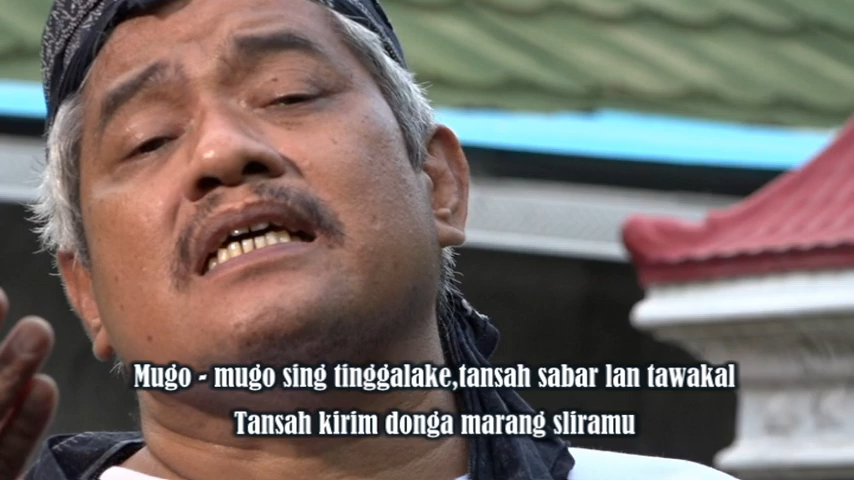 Mugo - mugo sing tinggalake,tansah sabar lan tawakal
Tansah kirim donga marang sliramu